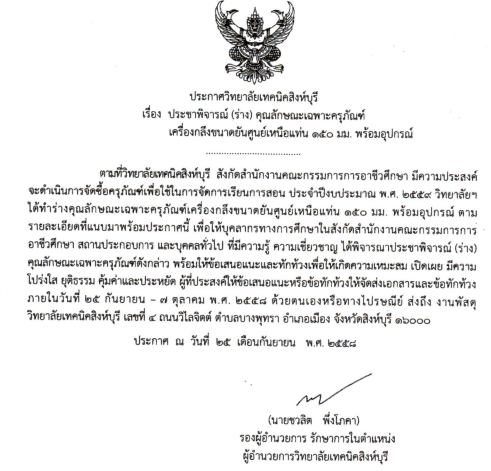 ประกาศวิทยาลัยเทคนิคสิงห์บุรี
เรื่อง ประชาพิจารณ์ (ร่าง) คุณลักษณะเฉพาะครุภัณฑ์
เครื่องกลึงขนาดยันศูนย์เหนือแท่น ๑๕๐ มม. พร้อมอุปกรณ์
....................................
ตามที่วิทยาลัยเทคนิคสิงห์บุรี สังกัดสำนักงานคณะกรรมการการอาชีวศึกษา มีความประสงค์
จะดำเนินการจัดซื้อครุภัณฑ์เพื่อใช้ในการจัดการเรียนการสอน ประจำปีงบประมาณ พ.ศ. ๒๕๕๙ วิทยาลัยฯ
ได้ทำร่างคุณลักษณะเฉพาะครุภัณฑ์เครื่องกลึงขนาดยันศูนย์เหนือแท่น ๑๕๐ มม. พร้อมอุปกรณ์ ตาม
รายละเอียดที่แนบมาพร้อมประกาศนี้ เพื่อให้บุคลากรทางการศึกษาในสังกัดสำนักงานคณะกรรมการการ
อาชีวศึกษา สถานประกอบการ และบุคคลทั่วไป ที่มีความรู้ ความเชี่ยวชาญ ได้พิจารณาประชาพิจารณ์ (ร่าง)
คุณลักษณะเฉพาะครุภัณฑ์ดังกล่าว พร้อมให้ข้อเสนอแนะและทักท้วงเพื่อให้เกิดความเหมาะสม เปิดเผย มีความ
โปร่งใส ยุติธรรม คุ้มค่าและประหยัด ผู้ที่ประสงค์ให้ข้อเสนอแนะหรือข้อทักท้วงให้จัดส่งเอกสารและข้อทักท้วง
ภายในวันที่ ๒๕ กันยายน - ๗ ตุลาคม พ.ศ. ๒๕๕๘ ด้วยตนเองหรือทางไปรษณีย์ ส่งถึง งานพัสดุ
วิทยาลัยเทคนิคสิงห์บุรี เลขที่ ๔ ถนนวิไลจิตต์ ตำบลบางพุทรา อำเภอเมือง จังหวัดสิงห์บุรี ๑๖๐๐๐
ประกาศ ณ วันที่ ๒๕ เดือนกันยายน พ.ศ. ๒๕๕๘
(นายชวลิต พึ่งโภคา)
รองผู้อำนวยการ รักษาการในตำแหน่ง
ผู้อำนวยการวิทยาลัยเทคนิคสิงห์บุรี